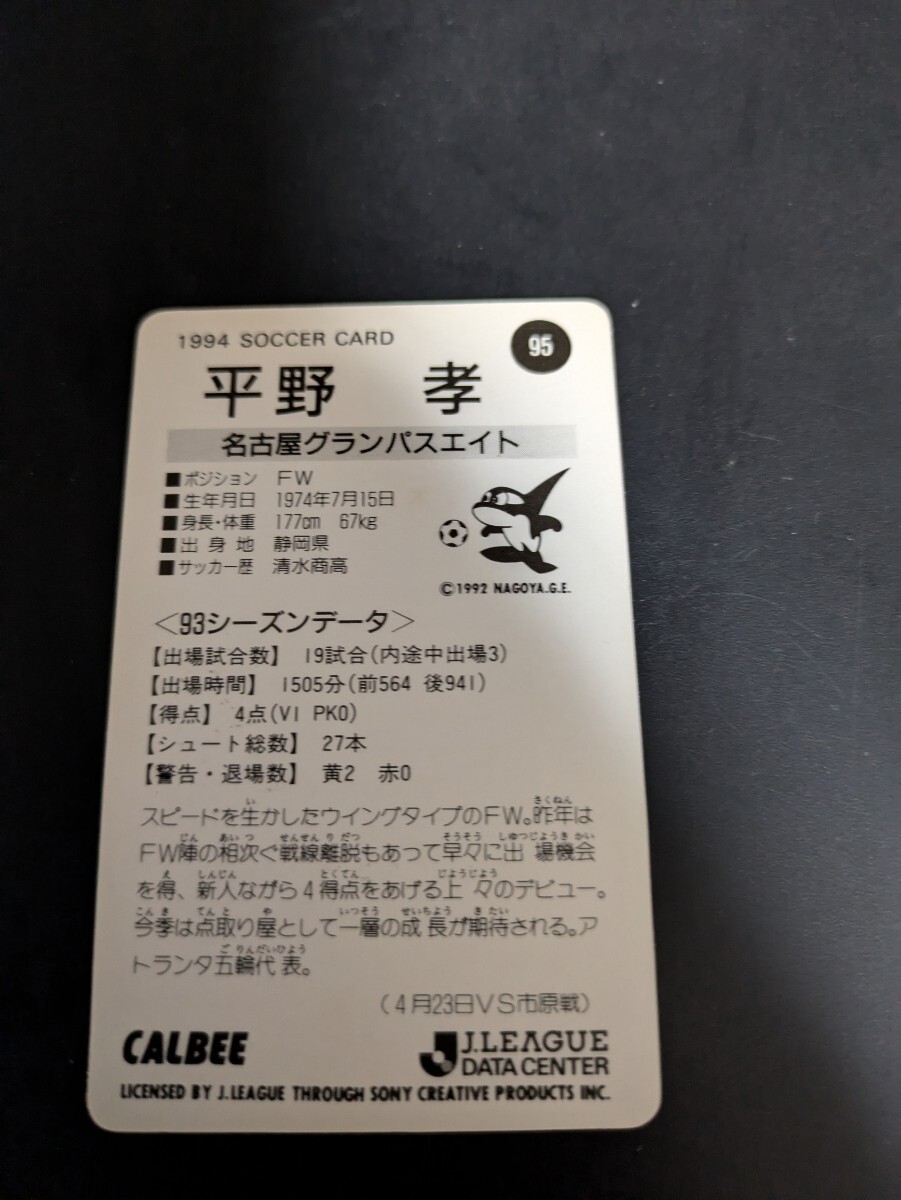 1994 SOCCER CARD
95
平野 孝
名古屋グランパスエイト
■ポジション FW
■生年月日 1974年7月15日
■身長・体重 177cm 67kg
■出身地 静岡県
■サッカー歴 清水商高
©1992 NAGOYA.G.E.
<93シーズンデータ>
【出場試合数】 19試合(内途中出場3)
【出場時間】 1505分(前564 後941)
【得点】 4点(V1 PK0)
【シュート総数】 27本
【警告・退場数】 黄2 赤0
スピードを生かしたウイングタイプのFW。昨年は
FW陣の相次ぐ戦線離脱もあって早々に出場機会
を得、新人ながら4得点をあげる上々のデビュー。
今季は点取り屋として一層の成長が期待される。ア
トランタ五輪代表。
(4月23日VS市原戦)
CALBEE
J.LEAGUE
DATA CENTER
LICENSED BY J.LEAGUE THROUGH SONY CREATIVE PRODUCTS INC.